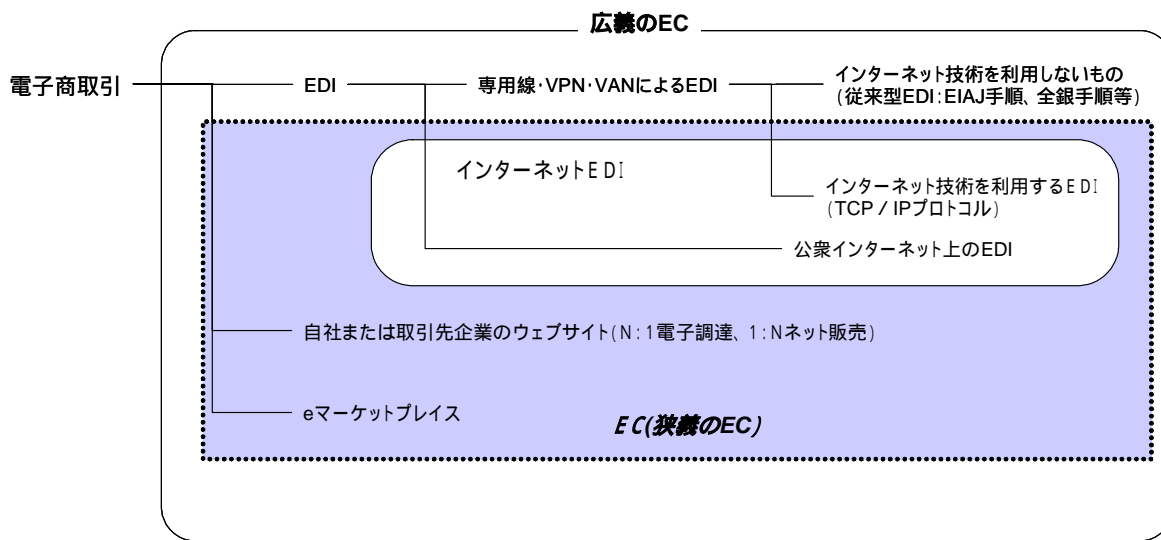 広義のEC
電子商取引
EDI
専用線・VPN・VANによるEDI
インターネット技術を利用しないもの
(従来型EDI:EIAJ手順、全銀手順等)
インターネットEDI
インターネット技術を利用するEDI
(TCP/IPプロトコル)
公衆インターネット上のEDI
自社または取引先企業のウェブサイト(N:1電子調達、1:Nネット販売)
eマーケットプレイス
EC(狭義のEC)